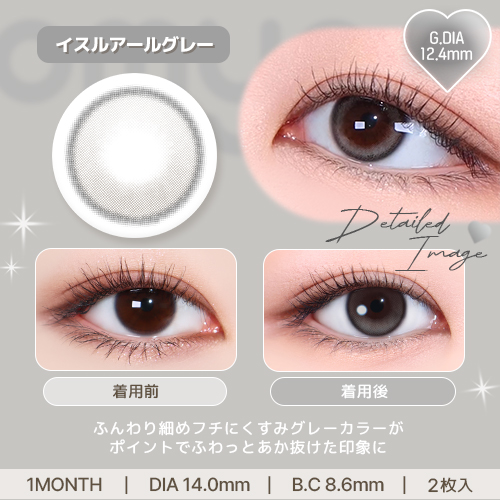 イスルアールグレー
G.DIA
12.4mm
Detailed
Image
着用前
着用後
ふんわり細めフチにくすみグレーカラーが
ポイントでふわっとあか抜けた印象に
1MONTH | DIA 14.0mm | B.C 8.6mm | 2枚入